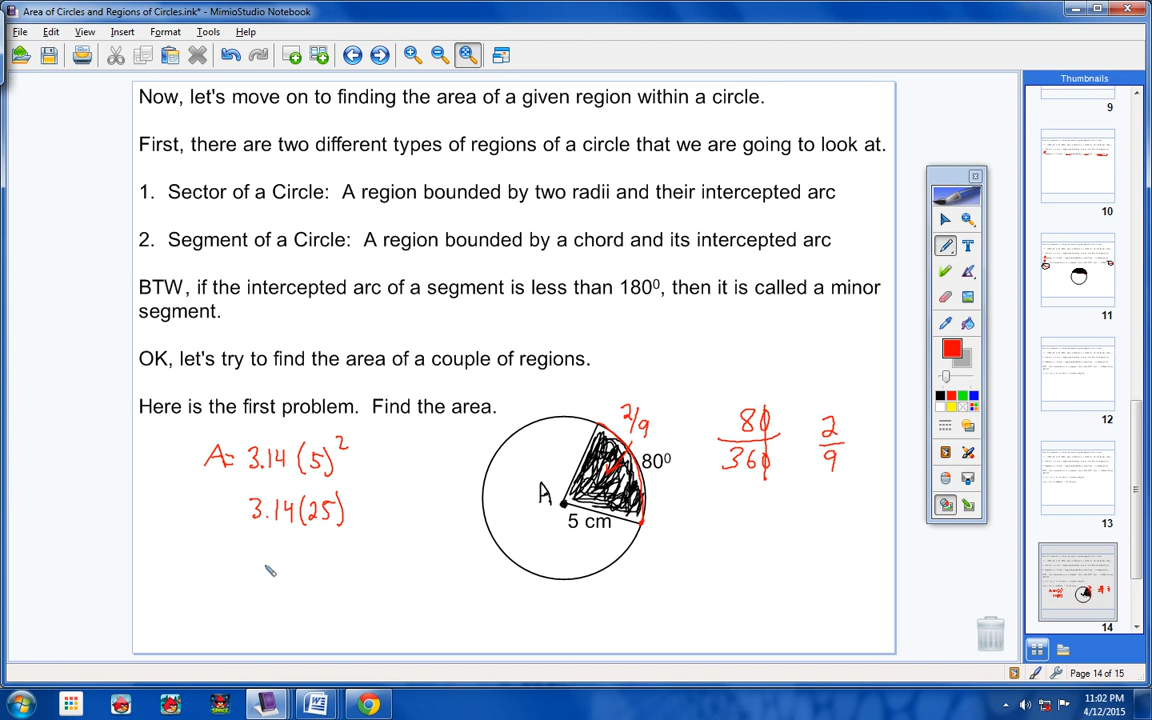 Area of Circles and Regions of Circles.ink* - MimioStudio Notebook
File Edit View Insert Format Tools Help
Thumbnails
Now, let's move on to finding the area of a given region within a circle.
9
First, there are two different types of regions of a circle that we are going to look at.
1. Sector of a Circle: A region bounded by two radii and their intercepted arc
10
2. Segment of a Circle: A region bounded by a chord and its intercepted arc
BTW, if the intercepted arc of a segment is less than 180⁰, then it is called a minor
segment.
11
OK, let's try to find the area of a couple of regions.
Here is the first problem. Find the area.
12
A= 3.14 (5)²
3.14(25)
2/9
80⁰
A
5 cm
80
360
2
9
13
14
Page 14 of 15
11:02 PM
4/12/2015